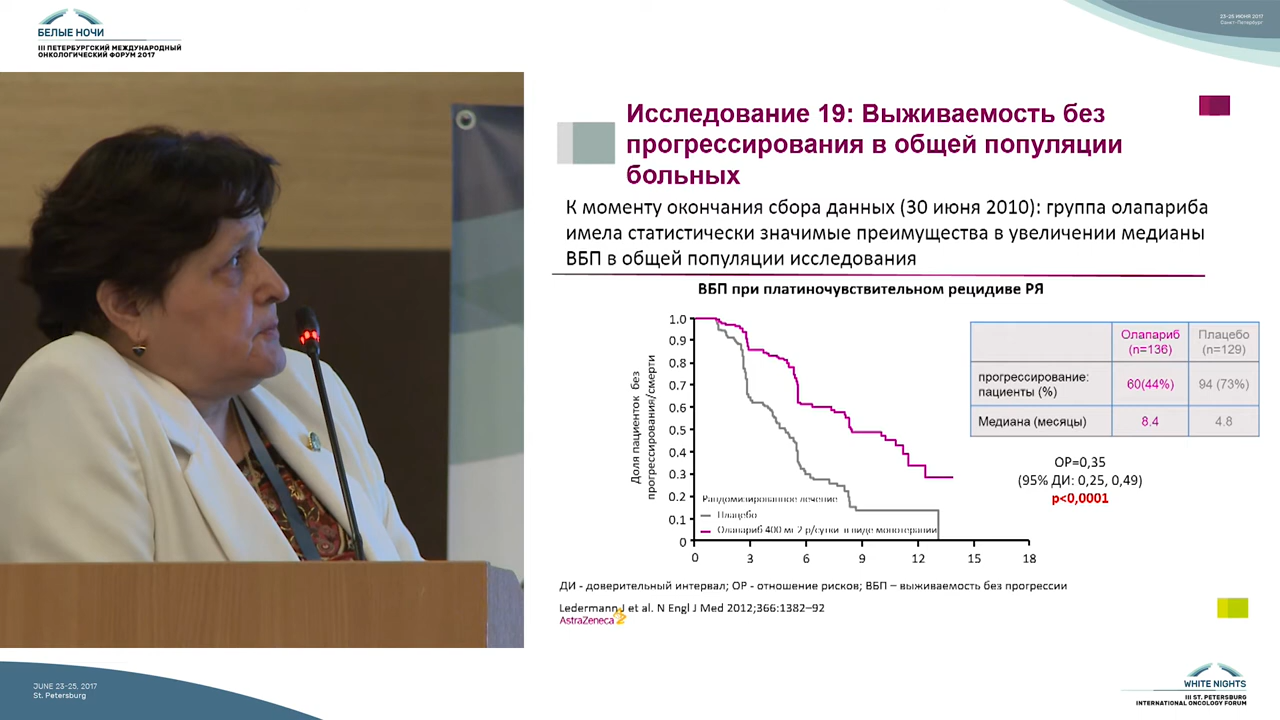 БЕЛЫЕ НОЧИ
III ПЕТЕРБУРГСКИЙ МЕЖДУНАРОДНЫЙ
ОНКОЛОГИЧЕСКИЙ ФОРУМ 2017
23-25 ИЮНЯ 2017
Санкт-Петербург
Исследование 19: Выживаемость без
прогрессирования в общей популяции
больных
К моменту окончания сбора данных (30 июня 2010): группа олапариба
имела статистически значимые преимущества в увеличении медианы
ВБП в общей популяции исследования
ВБП при платиночувствительном рецидиве РЯ
Доля пациенток без
прогрессирования/смерти
1.0
0.9
0.8
0.7
0.6
0.5
0.4
0.3
0.2
0.1
0
0 3 6 9 12 15 18
Рандомизированное лечение
Плацебо
Олапариб 400 мг 2 р/сутки в виде монотерапии
Олапариб (n=136) Плацебо (n=129)
прогрессирование: пациенты (%) 60(44%) 94 (73%)
Медиана (месяцы) 8.4 4.8
ОР=0,35
(95% ДИ: 0,25, 0,49)
p<0,0001
ДИ - доверительный интервал; ОР - отношение рисков; ВБП – выживаемость без прогрессии
Ledermann J et al. N Engl J Med 2012;366:1382–92
AstraZeneca
JUNE 23-25, 2017
St. Petersburg
WHITE NIGHTS
III ST. PETERSBURG
INTERNATIONAL ONCOLOGY FORUM